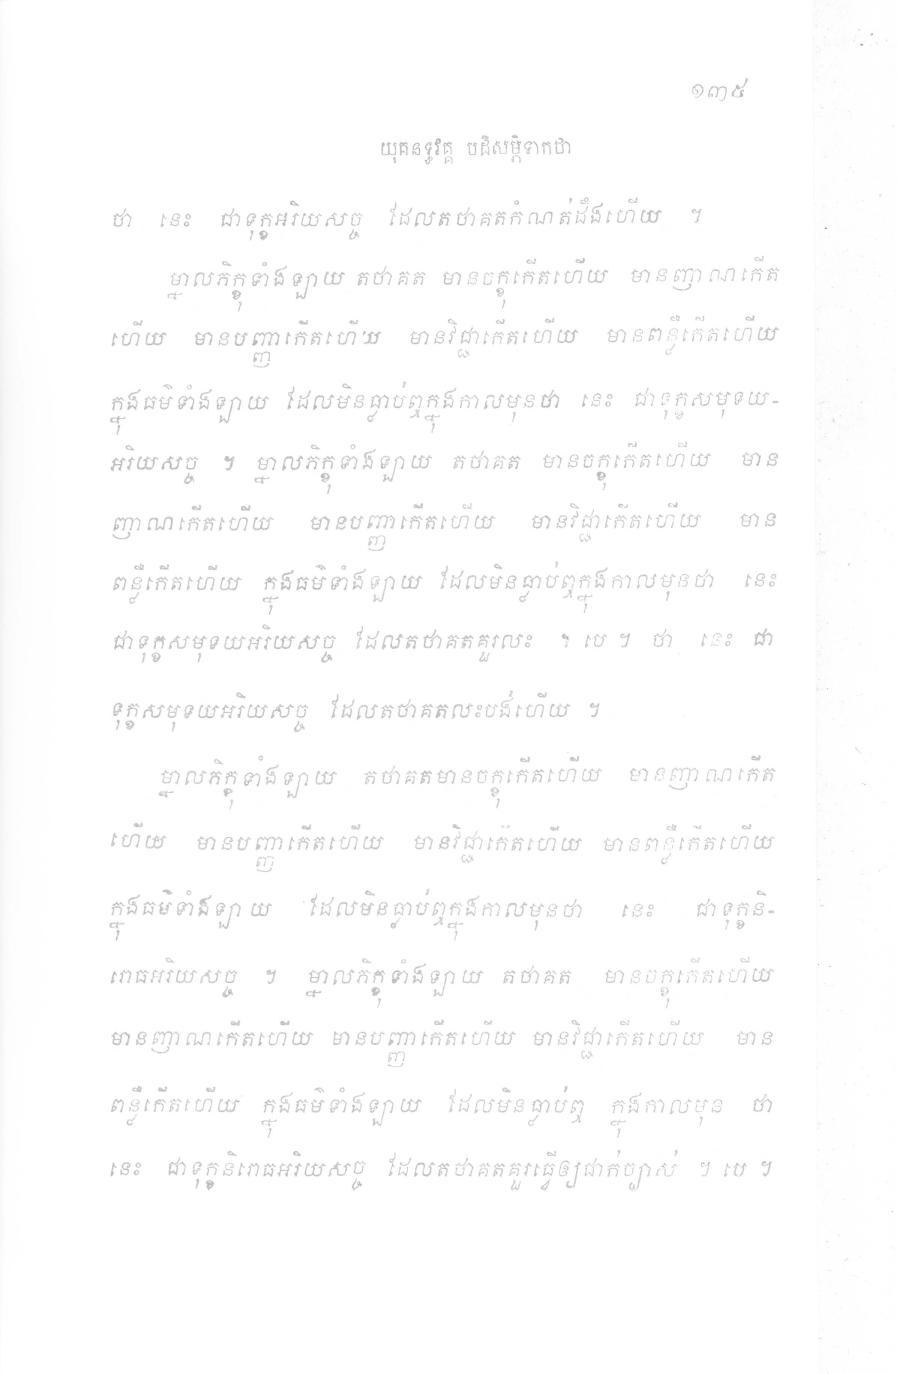 ១៣៥
យុគនទ្ធវគ្គ បដិសម្ភិទាកថា
ថា នេះ ជាទុក្ខអរិយសច្ច ដែលតថាគតកំណត់ដឹងហើយ ។
ម្នាលភិក្ខុទាំងឡាយ តថាគត មានចក្ខុកើតហើយ មានញាណកើត
ហើយ មានបញ្ញាកើតហើយ មានវិជ្ជាកើតហើយ មានពន្លឺកើតហើយ
ក្នុងធម៌ទាំងឡាយ ដែលមិនធ្លាប់ឮក្នុងកាលមុនថា នេះ ជាទុក្ខសមុទយ-
អរិយសច្ច ។ ម្នាលភិក្ខុទាំងឡាយ តថាគត មានចក្ខុកើតហើយ មាន
ញាណកើតហើយ មានបញ្ញាកើតហើយ មានវិជ្ជាកើតហើយ មាន
ពន្លឺកើតហើយ ក្នុងធម៌ទាំងឡាយ ដែលមិនធ្លាប់ឮក្នុងកាលមុនថា នេះ
ជាទុក្ខសមុទយអរិយសច្ច ដែលតថាគតគួរលះ ។ បេ ។ ថា នេះ ជា
ទុក្ខសមុទយអរិយសច្ច ដែលតថាគតលះបង់ហើយ ។
ម្នាលភិក្ខុទាំងឡាយ តថាគតមានចក្ខុកើតហើយ មានញាណកើត
ហើយ មានបញ្ញាកើតហើយ មានវិជ្ជាកើតហើយ មានពន្លឺកើតហើយ
ក្នុងធម៌ទាំងឡាយ ដែលមិនធ្លាប់ឮក្នុងកាលមុនថា នេះ ជាទុក្ខនិ-
រោធអរិយសច្ច ។ ម្នាលភិក្ខុទាំងឡាយ តថាគត មានចក្ខុកើតហើយ
មានញាណកើតហើយ មានបញ្ញាកើតហើយ មានវិជ្ជាកើតហើយ មាន
ពន្លឺកើតហើយ ក្នុងធម៌ទាំងឡាយ ដែលមិនធ្លាប់ឮ ក្នុងកាលមុន ថា
នេះ ជាទុក្ខនិរោធអរិយសច្ច ដែលតថាគតគួរធ្វើឲ្យជាក់ច្បាស់ ។ បេ ។